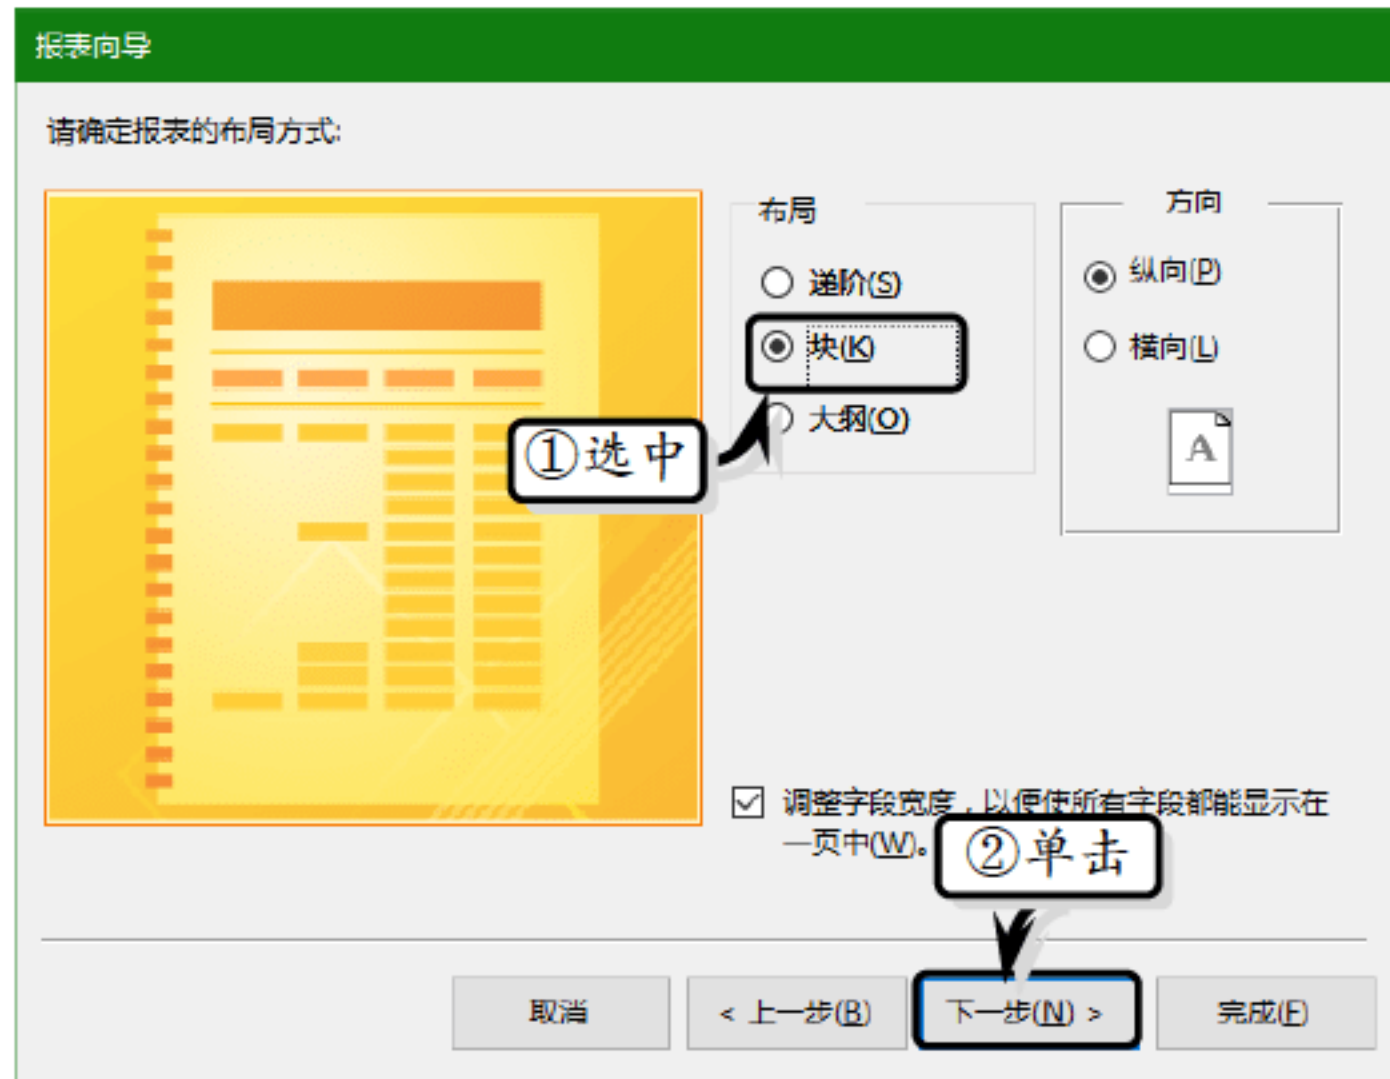 报表向导
请确定报表的布局方式:
布局
递阶(S)
块(K)
大纲(O)
方向
纵向(P)
横向(L)
A
①选中
调整字段宽度，以便使所有字段都能显示在
一页中(W)。
②单击
取消
< 上一步(B)
下一步(N) >
完成(F)